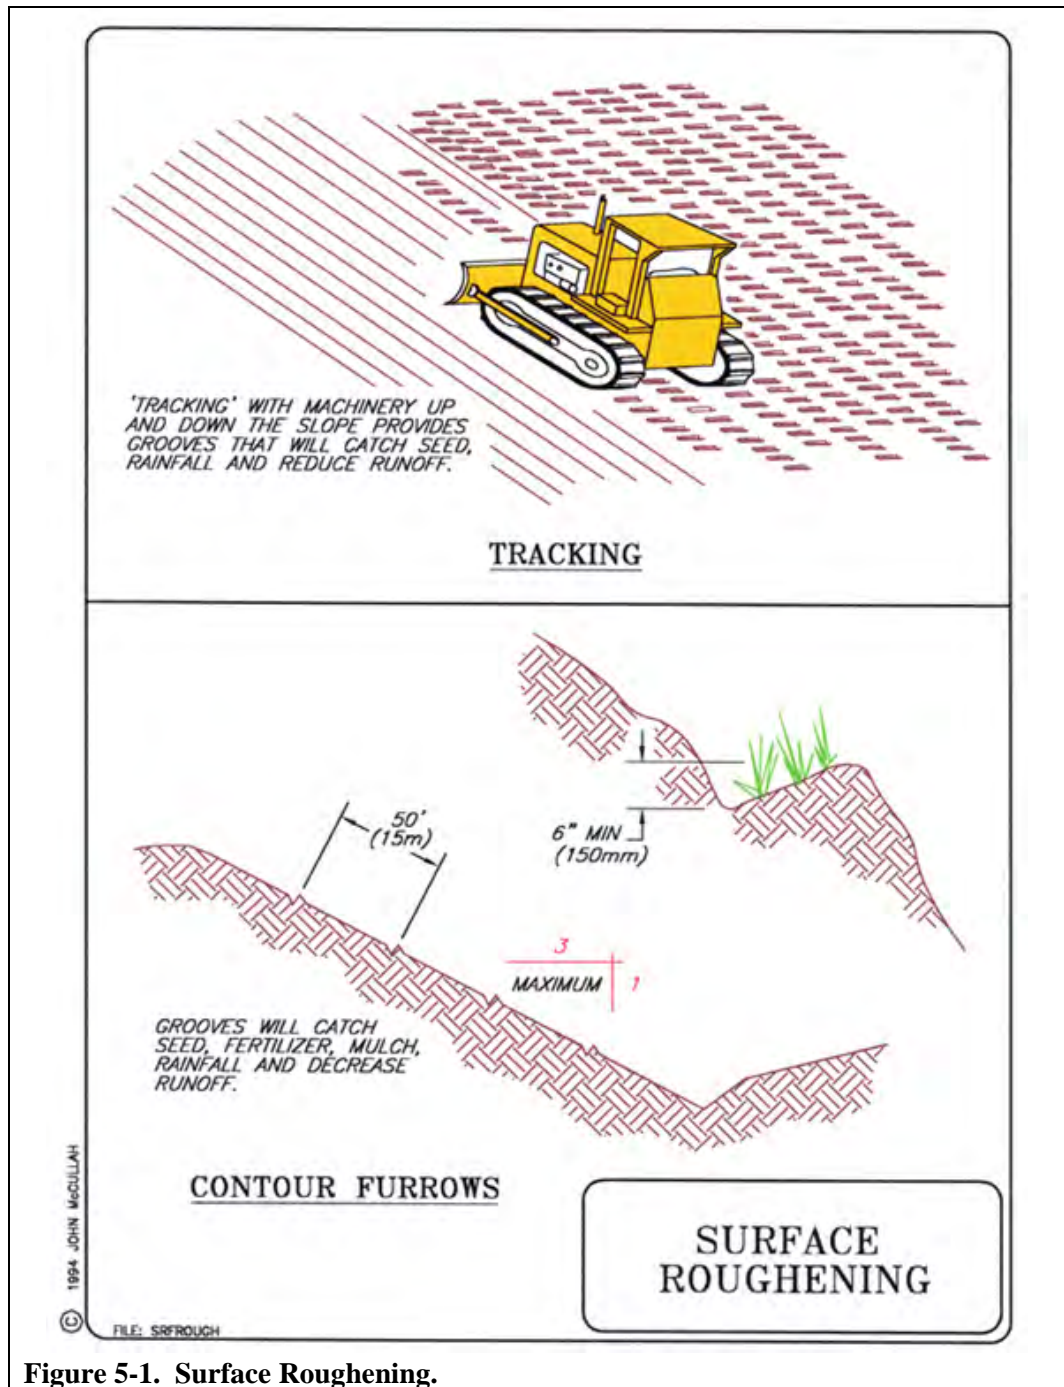 'TRACKING' WITH MACHINERY UP
AND DOWN THE SLOPE PROVIDES
GROOVES THAT WILL CATCH SEED,
RAINFALL AND REDUCE RUNOFF.
TRACKING
50'
(15m)
6" MIN
(150mm)
3
MAXIMUM 1
GROOVES WILL CATCH
SEED, FERTILIZER, MULCH,
RAINFALL AND DECREASE
RUNOFF.
CONTOUR FURROWS
SURFACE
ROUGHENING
© 1994 JOHN McCULLAH
FILE: SRFROUGH
Figure 5-1. Surface Roughening.